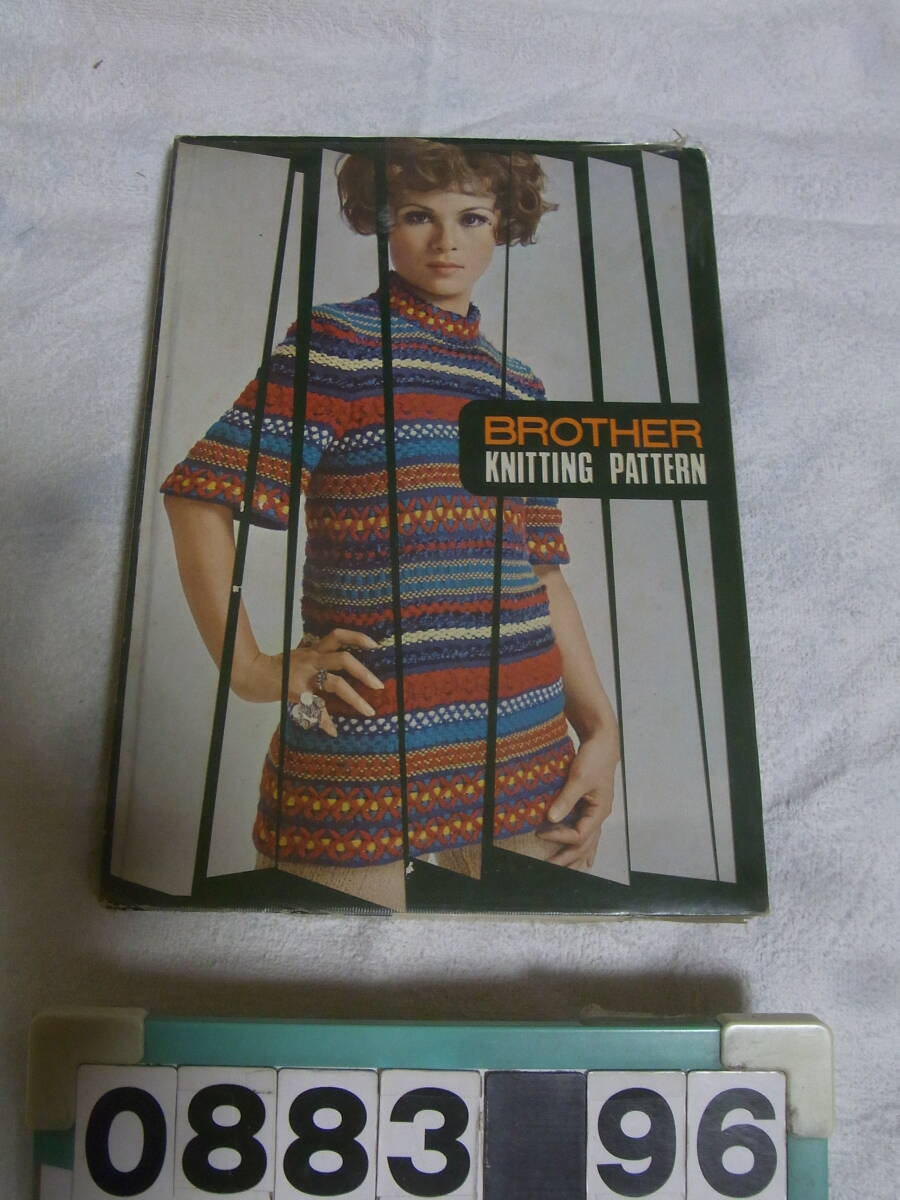 BROTHER
KNITTING PATTERN
0883 96